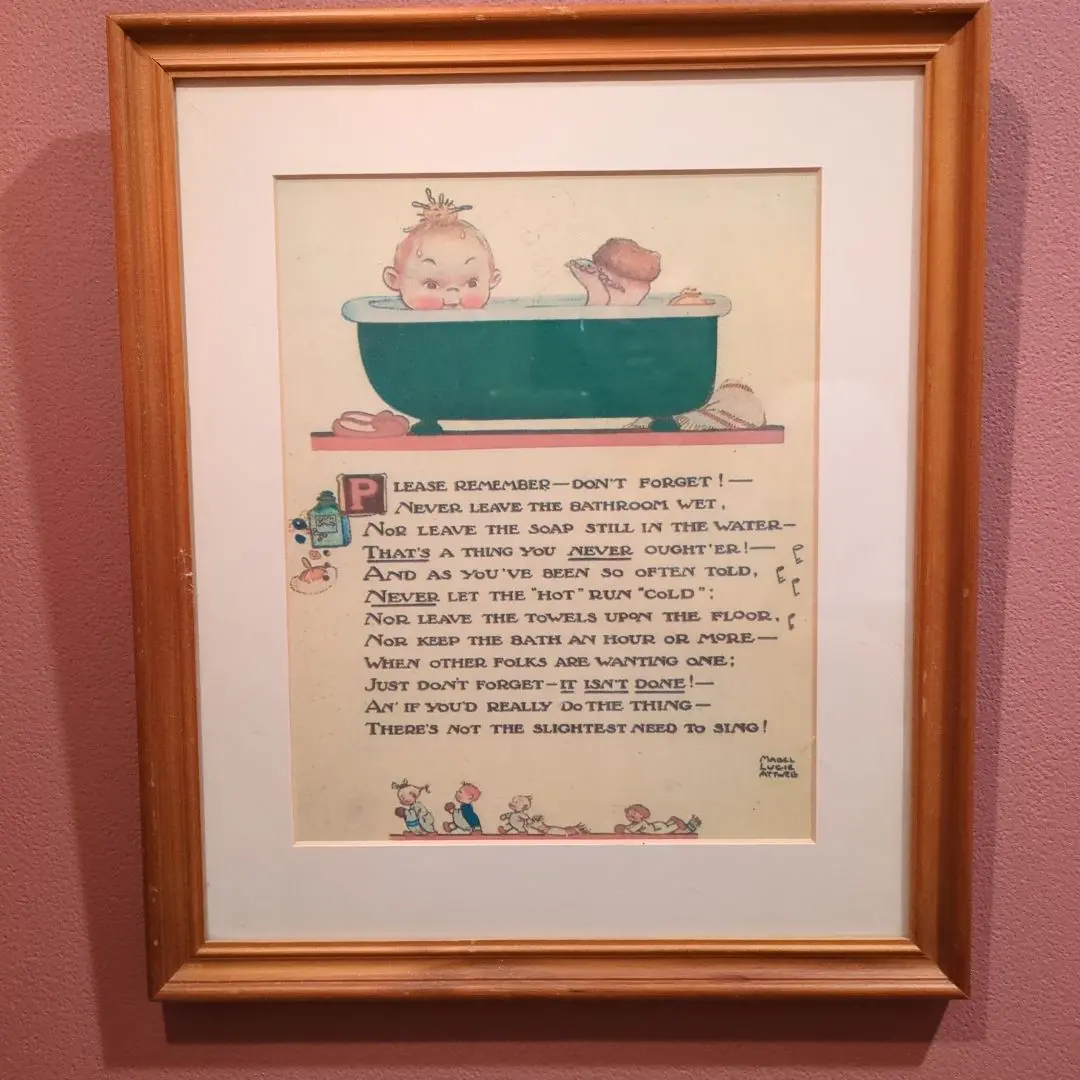 PLEASE REMEMBER—DON'T FORGET!—
NEVER LEAVE THE BATHROOM WET,
NOR LEAVE THE SOAP STILL IN THE WATER—
THAT'S A THING YOU NEVER OUGHT'ER!—
AND AS YOU'VE BEEN SO OFTEN TOLD,
NEVER LET THE "HOT" RUN "COLD":
NOR LEAVE THE TOWELS UPON THE FLOOR,
NOR KEEP THE BATH AN HOUR OR MORE—
WHEN OTHER FOLKS ARE WANTING ONE;
JUST DON'T FORGET—IT ISN'T DONE!—
AN' IF YOU'D REALLY DO THE THING—
THERE'S NOT THE SLIGHTEST NEED TO SING!
MABEL
LUCIE
ATTWELL